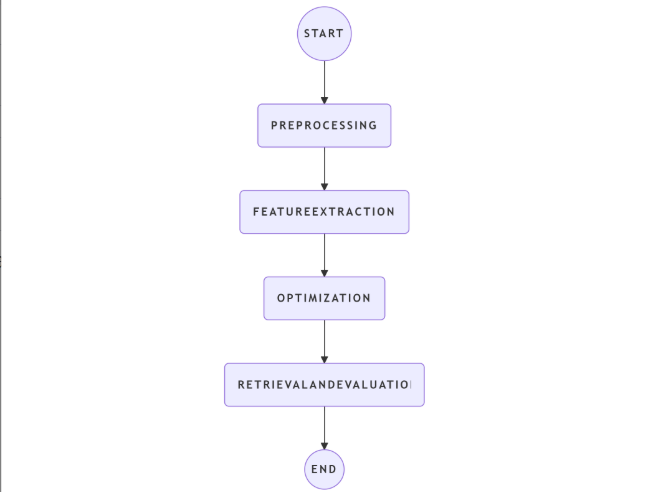 START
PREPROCESSING
FEATUREEXTRACTION
OPTIMIZATION
RETRIEVALANDEVALUATIO
END